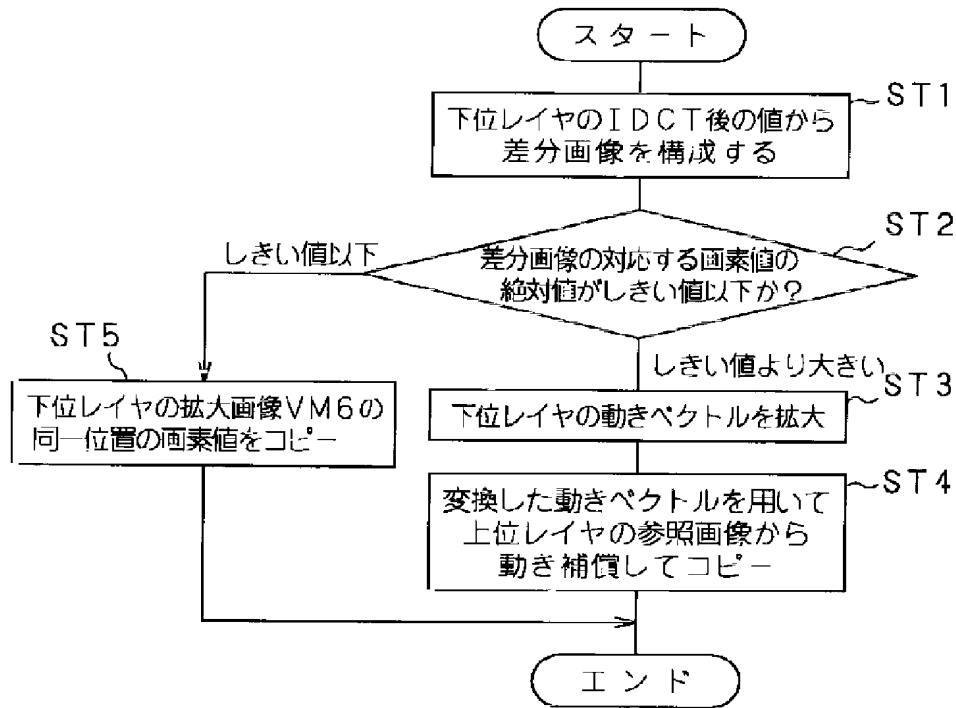 スタート
ST1
下位レイヤのIDCT後の値から
差分画像を構成する
ST2
差分画像の対応する画素値の
絶対値がしきい値以下か?
しきい値以下
しきい値より大きい
ST5
下位レイヤの拡大画像VM6の
同一位置の画素値をコピー
ST3
下位レイヤの動きベクトルを拡大
ST4
変換した動きベクトルを用いて
上位レイヤの参照画像から
動き補償してコピー
エンド